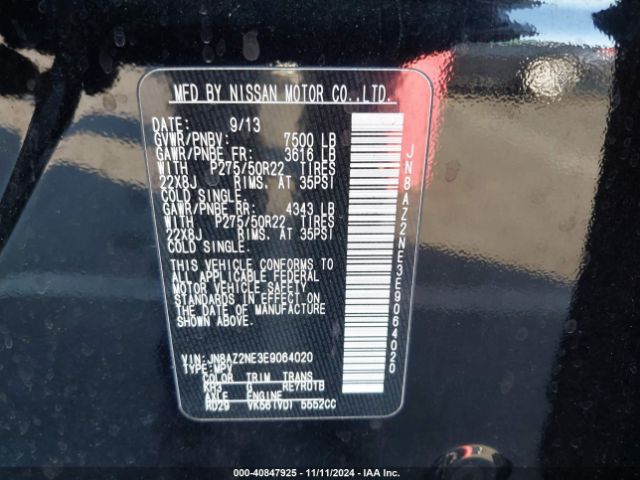 MFD BY NISSAN MOTOR CO.,LTD.
DATE: 9/13
GVWR/PNBV: 7500 LB
GAWR/PNBE FR: 3616 LB
WITH P275/50R22 TIRES
22X8J RIMS. AT 35PSI
COLD SINGLE.
GAWR/PNBE RR: 4343 LB
WITH P275/50R22 TIRES
22X8J RIMS. AT 35PSI
COLD SINGLE.
THIS VEHICLE CONFORMS TO
ALL APPLICABLE FEDERAL
MOTOR VEHICLE SAFETY
STANDARDS IN EFFECT ON
THE DATE OF MANUFACTURE
SHOWN ABOVE.
VIN: JN8AZ2NE3E9064020
TYPE: MPV
COLOR TRIM TRANS
KH3 G RE7R01B
AXLE ENGINE
RD29 VK56(VD) 5552CC
JN8AZ2NE3E9064020
000-40847925 - 11/11/2024 - IAA Inc.